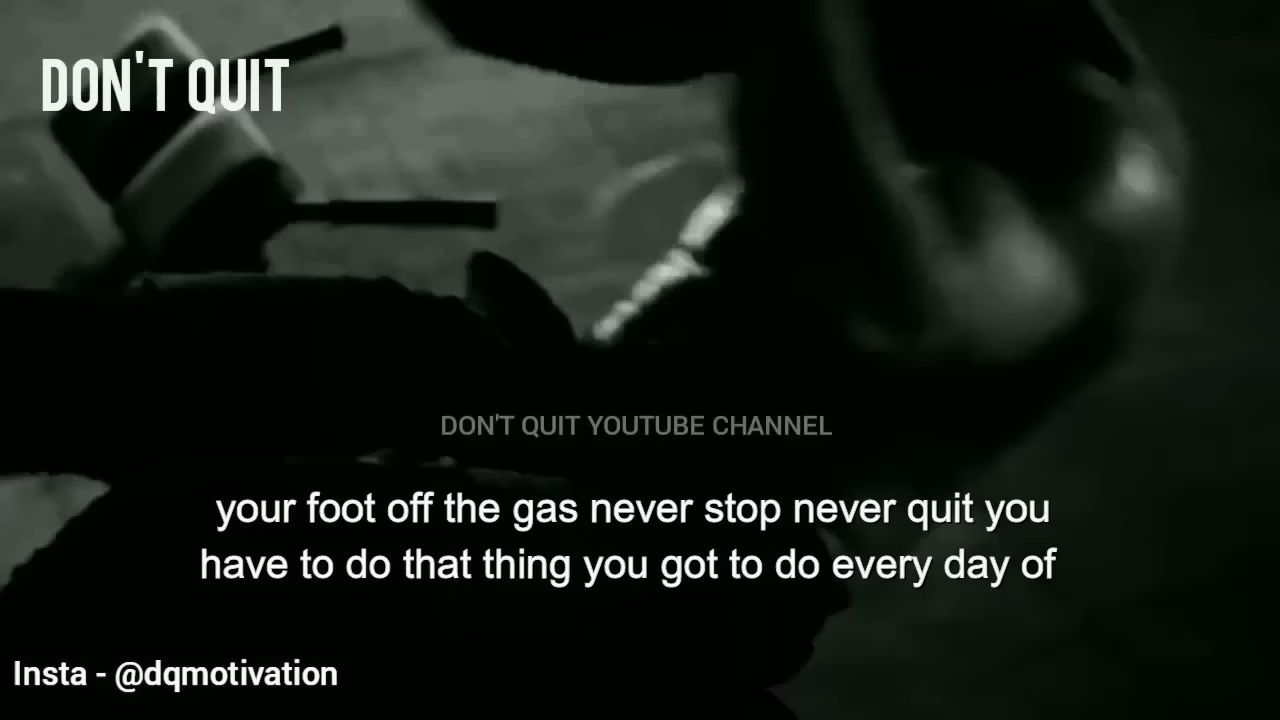 DON'T QUIT
DON'T QUIT YOUTUBE CHANNEL
your foot off the gas never stop never quit you
have to do that thing you got to do every day of
Insta - @dqmotivation